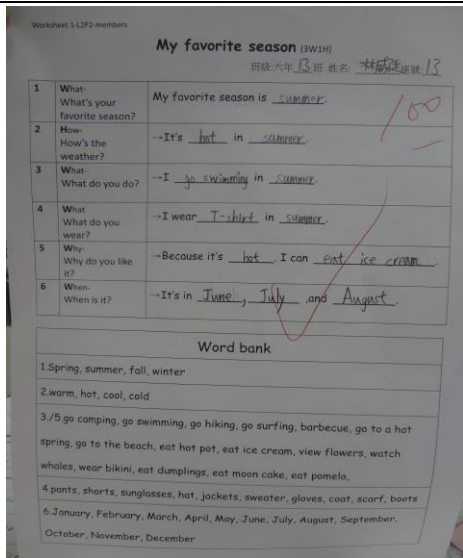 Worksheet 1-L2P2-members
My favorite season (3W1H)
班級:六年 13 班 姓名: 林威廷 座號: 13
100
1 What- What's your favorite season? My favorite season is summer.
2 How- How's the weather? →It's hot in summer.
3 What- What do you do? →I go swimming in summer.
4 What What do you wear? →I wear T-shirt in summer.
5 Why- Why do you like it? →Because it's hot. I can eat ice cream.
6 When- When is it? →It's in June, July, and August.
Word bank
1.Spring, summer, fall, winter
2.warm, hot, cool, cold
3./5.go camping, go swimming, go hiking, go surfing, barbecue, go to a hot
spring, go to the beach, eat hot pot, eat ice cream, view flowers, watch
whales, wear bikini, eat dumplings, eat moon cake, eat pomelo,
4.pants, shorts, sunglasses, hat, jackets, sweater, gloves, coat, scarf, boots
6.January, February, March, April, May, June, July, August, September,
October, November, December